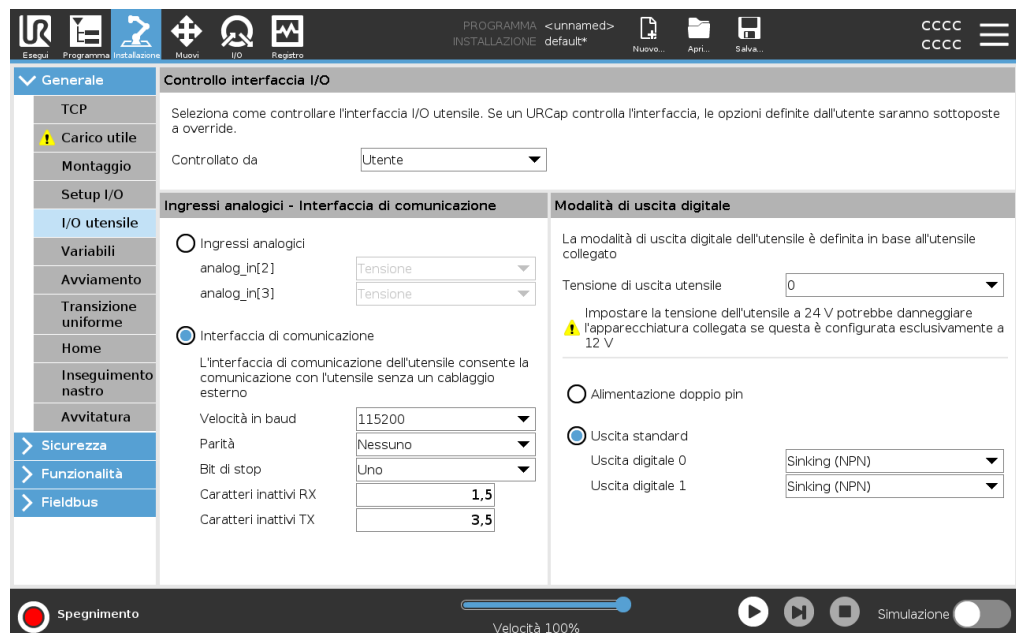 PROGRAMMA <unnamed>
INSTALLAZIONE default*
CCCC
CCCC
Esegui
Programma
Installazione
Muovi
I/O
Registro
Nuovo...
Apri...
Salva...
Generale
TCP
Carico utile
Montaggio
Setup I/O
I/O utensile
Variabili
Avviamento
Transizione
uniforme
Home
Inseguimento
nastro
Avvitatura
Sicurezza
Funzionalità
Fieldbus
Controllo interfaccia I/O
Seleziona come controllare l'interfaccia I/O utensile. Se un URCap controlla l'interfaccia, le opzioni definite dall'utente saranno sottoposte
a override.
Controllato da Utente
Ingressi analogici - Interfaccia di comunicazione
Ingressi analogici
analog_in[2] Tensione
analog_in[3] Tensione
Interfaccia di comunicazione
L'interfaccia di comunicazione dell'utensile consente la
comunicazione con l'utensile senza un cablaggio
esterno
Velocità in baud 115200
Parità Nessuno
Bit di stop Uno
Caratteri inattivi RX 1,5
Caratteri inattivi TX 3,5
Modalità di uscita digitale
La modalità di uscita digitale dell'utensile è definita in base all'utensile
collegato
Tensione di uscita utensile 0
Impostare la tensione dell'utensile a 24 V potrebbe danneggiare
l'apparecchiatura collegata se questa è configurata esclusivamente a
12 V
Alimentazione doppio pin
Uscita standard
Uscita digitale 0 Sinking (NPN)
Uscita digitale 1 Sinking (NPN)
Spegnimento
Velocità 100%
Simulazione